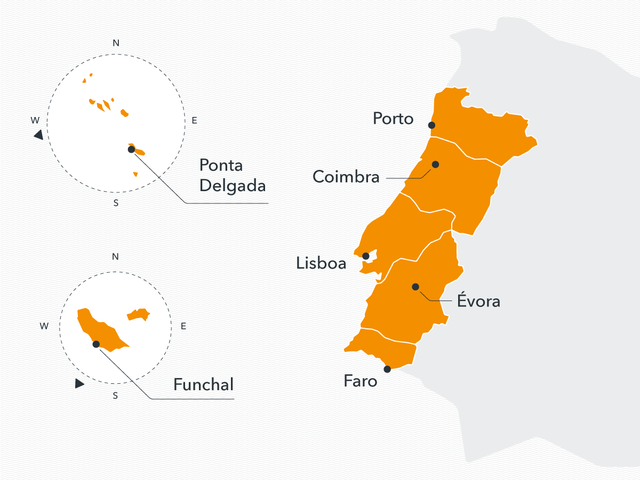 N
W
E
S
Ponta
Delgada
N
W
E
S
Funchal
Porto
Coimbra
Lisboa
Évora
Faro